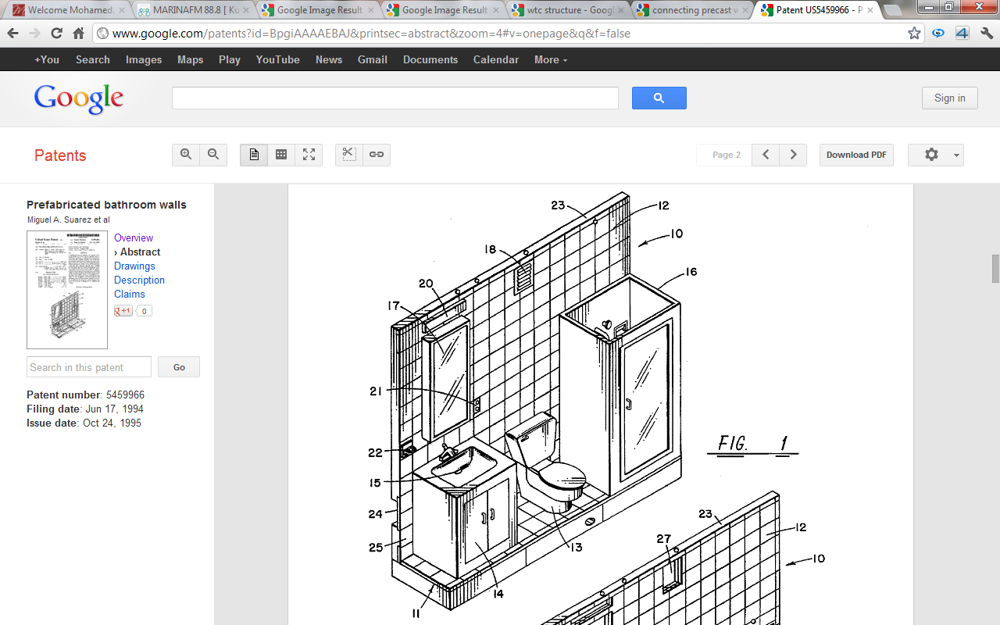 Welcome Mohamed.
MARINAFM 88.8 [ Ku
Google Image Result
Google Image Result
wtc structure - Googl
connecting precast w
Patent US5459966 - P
www.google.com/patents?id=BpgiAAAAEBAJ&printsec=abstract&zoom=4#v=onepage&q&f=false
+You Search Images Maps Play YouTube News Gmail Documents Calendar More
Google
Sign in
Patents
Page 2
Download PDF
Prefabricated bathroom walls
Miguel A. Suarez et al
Overview
› Abstract
Drawings
Description
Claims
+1 0
Search in this patent
Go
Patent number: 5459966
Filing date: Jun 17, 1994
Issue date: Oct 24, 1995
23
12
10
18
16
20
17
21
22
15
24
25
13
14
11
FIG. 1
23
12
27
10